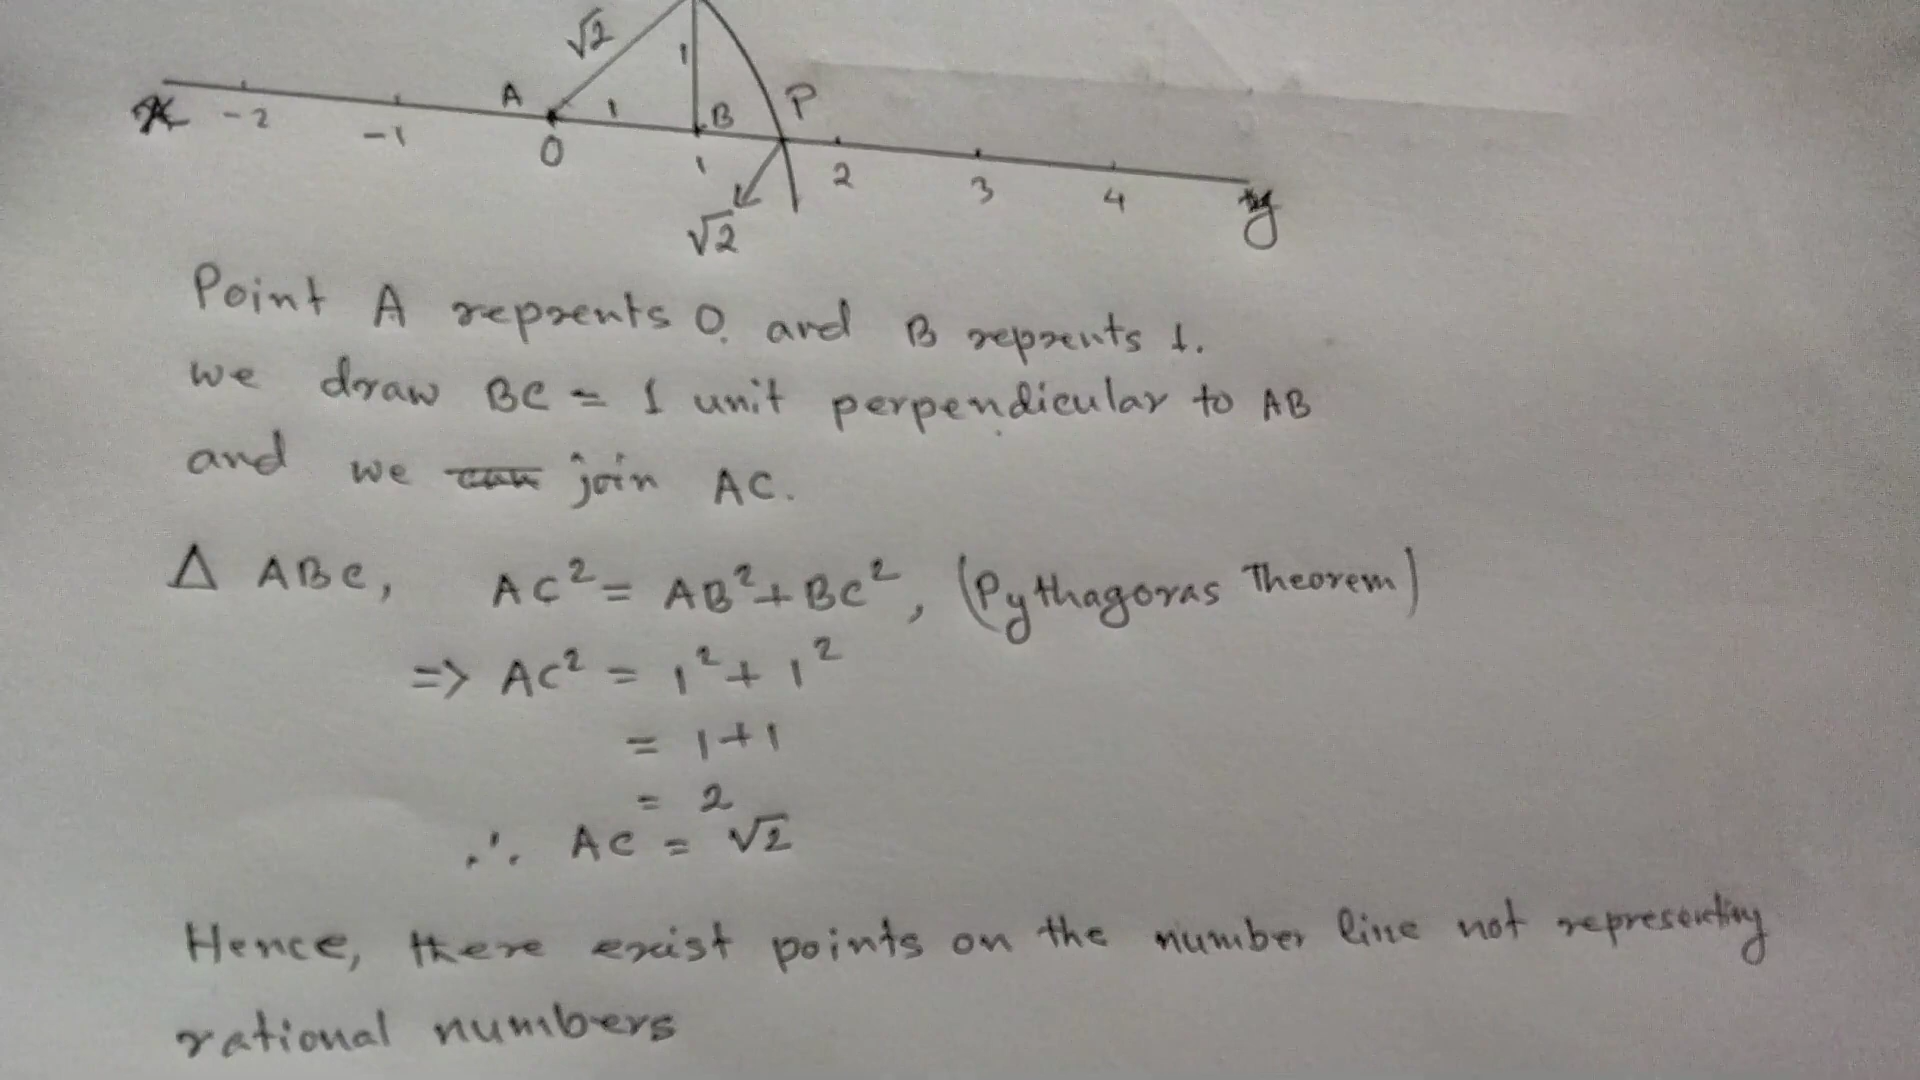 √2
1
A
1
B
P
x
-2
-1
0
1
2
3
4
y
√2
Point A reprents 0 and B reprents 1.
we draw BC = 1 unit perpendicular to AB
and we can join AC.
Δ ABC, AC² = AB² + BC², (Pythagoras Theorem)
=> AC² = 1² + 1²
= 1+1
= 2
∴ AC = √2
Hence, there exist points on the number line not representing
rational numbers